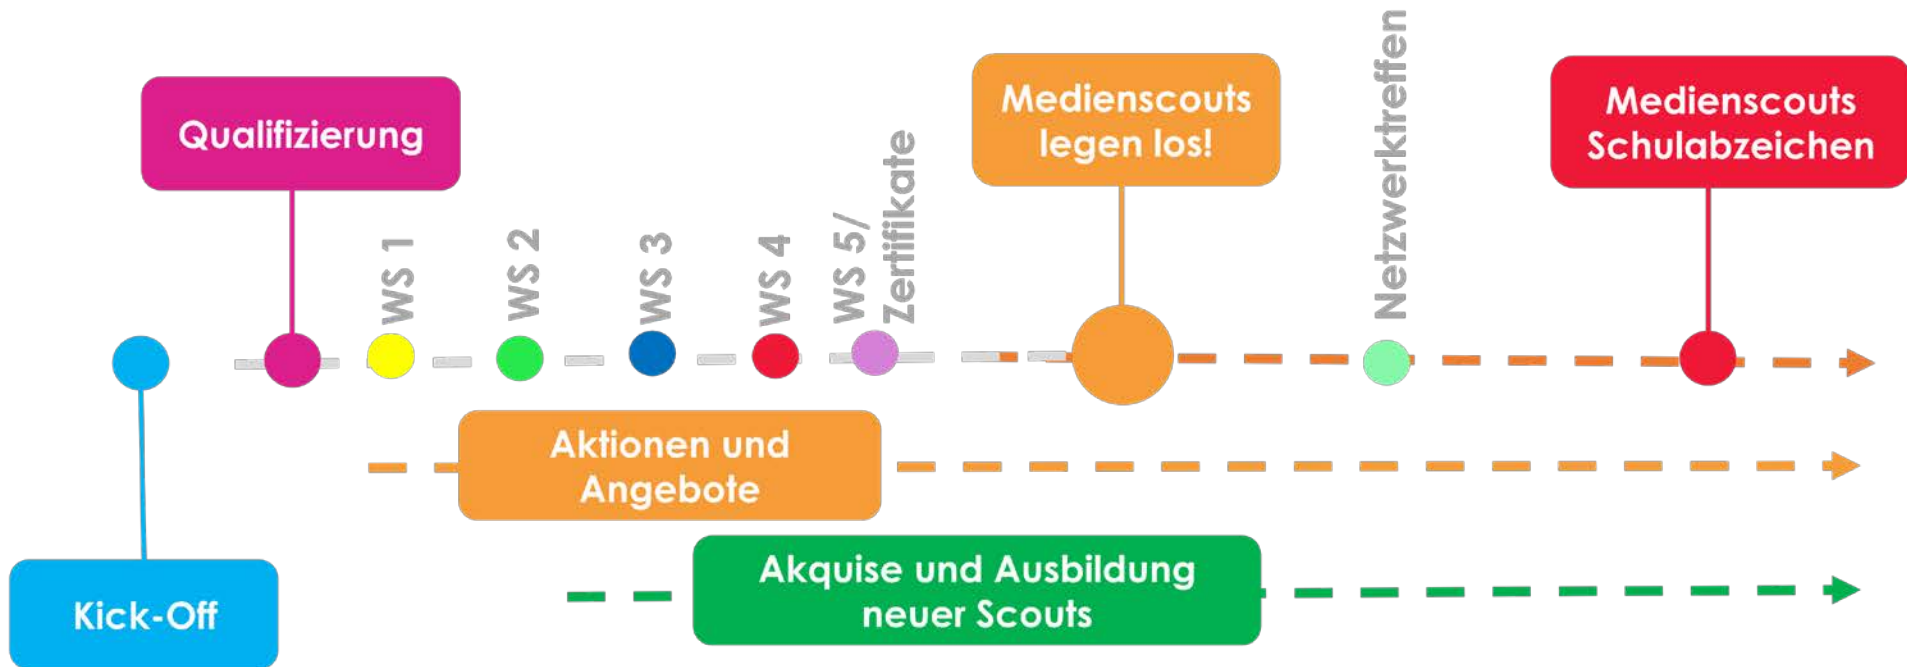 Qualifizierung
Medienscouts
legen los!
Medienscouts
Schulabzeichen
WS 1
WS 2
WS 3
WS 4
WS 5/
Zertifikate
Netzwerktreffen
Aktionen und
Angebote
Akquise und Ausbildung
neuer Scouts
Kick-Off